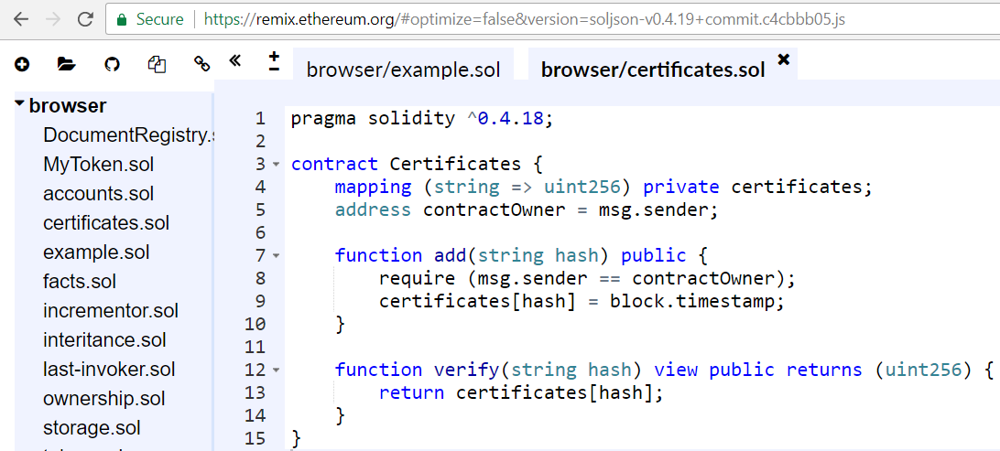 Secure https://remix.ethereum.org/#optimize=false&version=soljson-v0.4.19+commit.c4cbbb05.js
browser/example.sol browser/certificates.sol
browser
DocumentRegistry.
MyToken.sol
accounts.sol
certificates.sol
example.sol
facts.sol
incrementor.sol
interitance.sol
last-invoker.sol
ownership.sol
storage.sol
1 pragma solidity ^0.4.18;
2
3 contract Certificates {
4 mapping (string => uint256) private certificates;
5 address contractOwner = msg.sender;
6
7 function add(string hash) public {
8 require (msg.sender == contractOwner);
9 certificates[hash] = block.timestamp;
10 }
11
12 function verify(string hash) view public returns (uint256) {
13 return certificates[hash];
14 }
15 }